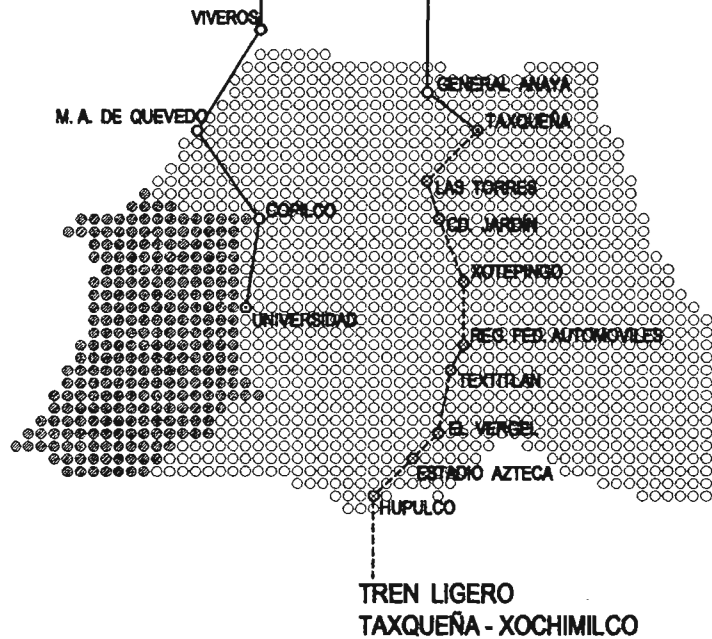 VIVEROS
GENERAL ANAYA
M. A. DE QUEVEDO
TAXQUEÑA
LAS TORRES
COPILCO
CD. JARDIN
XOTEPINGO
UNIVERSIDAD
REG. FED. AUTOMOVILES
TEXTITLAN
EL VERGEL
ESTADIO AZTECA
HUPULCO
TREN LIGERO
TAXQUEÑA - XOCHIMILCO